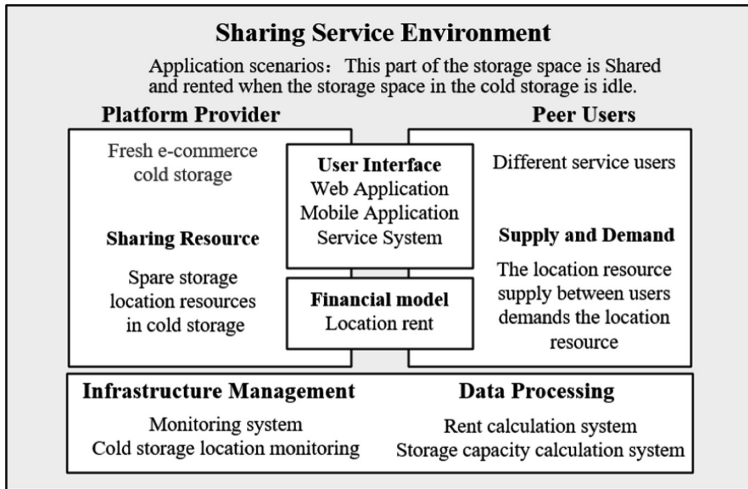 Sharing Service Environment
Application scenarios: This part of the storage space is Shared
and rented when the storage space in the cold storage is idle.
Platform Provider
Fresh e-commerce
cold storage
Sharing Resource
Spare storage
location resources
in cold storage
User Interface
Web Application
Mobile Application
Service System
Financial model
Location rent
Peer Users
Different service users
Supply and Demand
The location resource
supply between users
demands the location
resource
Infrastructure Management
Monitoring system
Cold storage location monitoring
Data Processing
Rent calculation system
Storage capacity calculation system